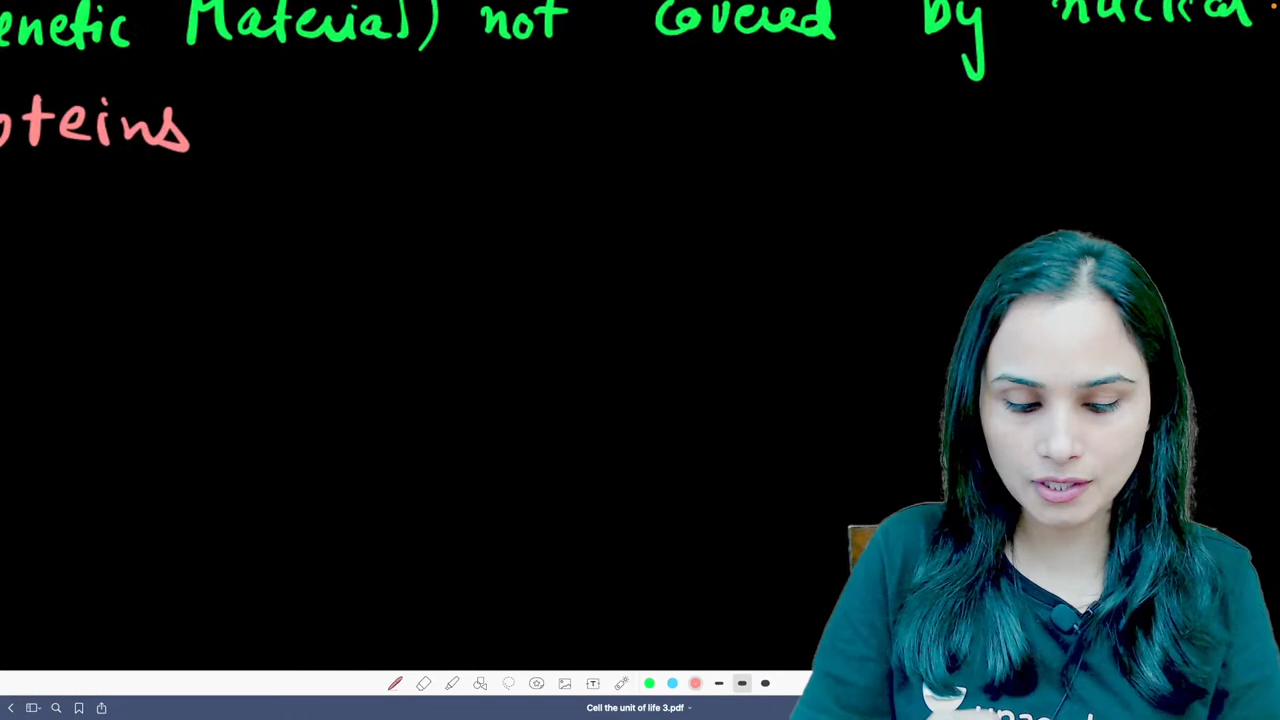 enetic Material) not covered by nuclear
oteins
Cell the unit of life 3.pdf